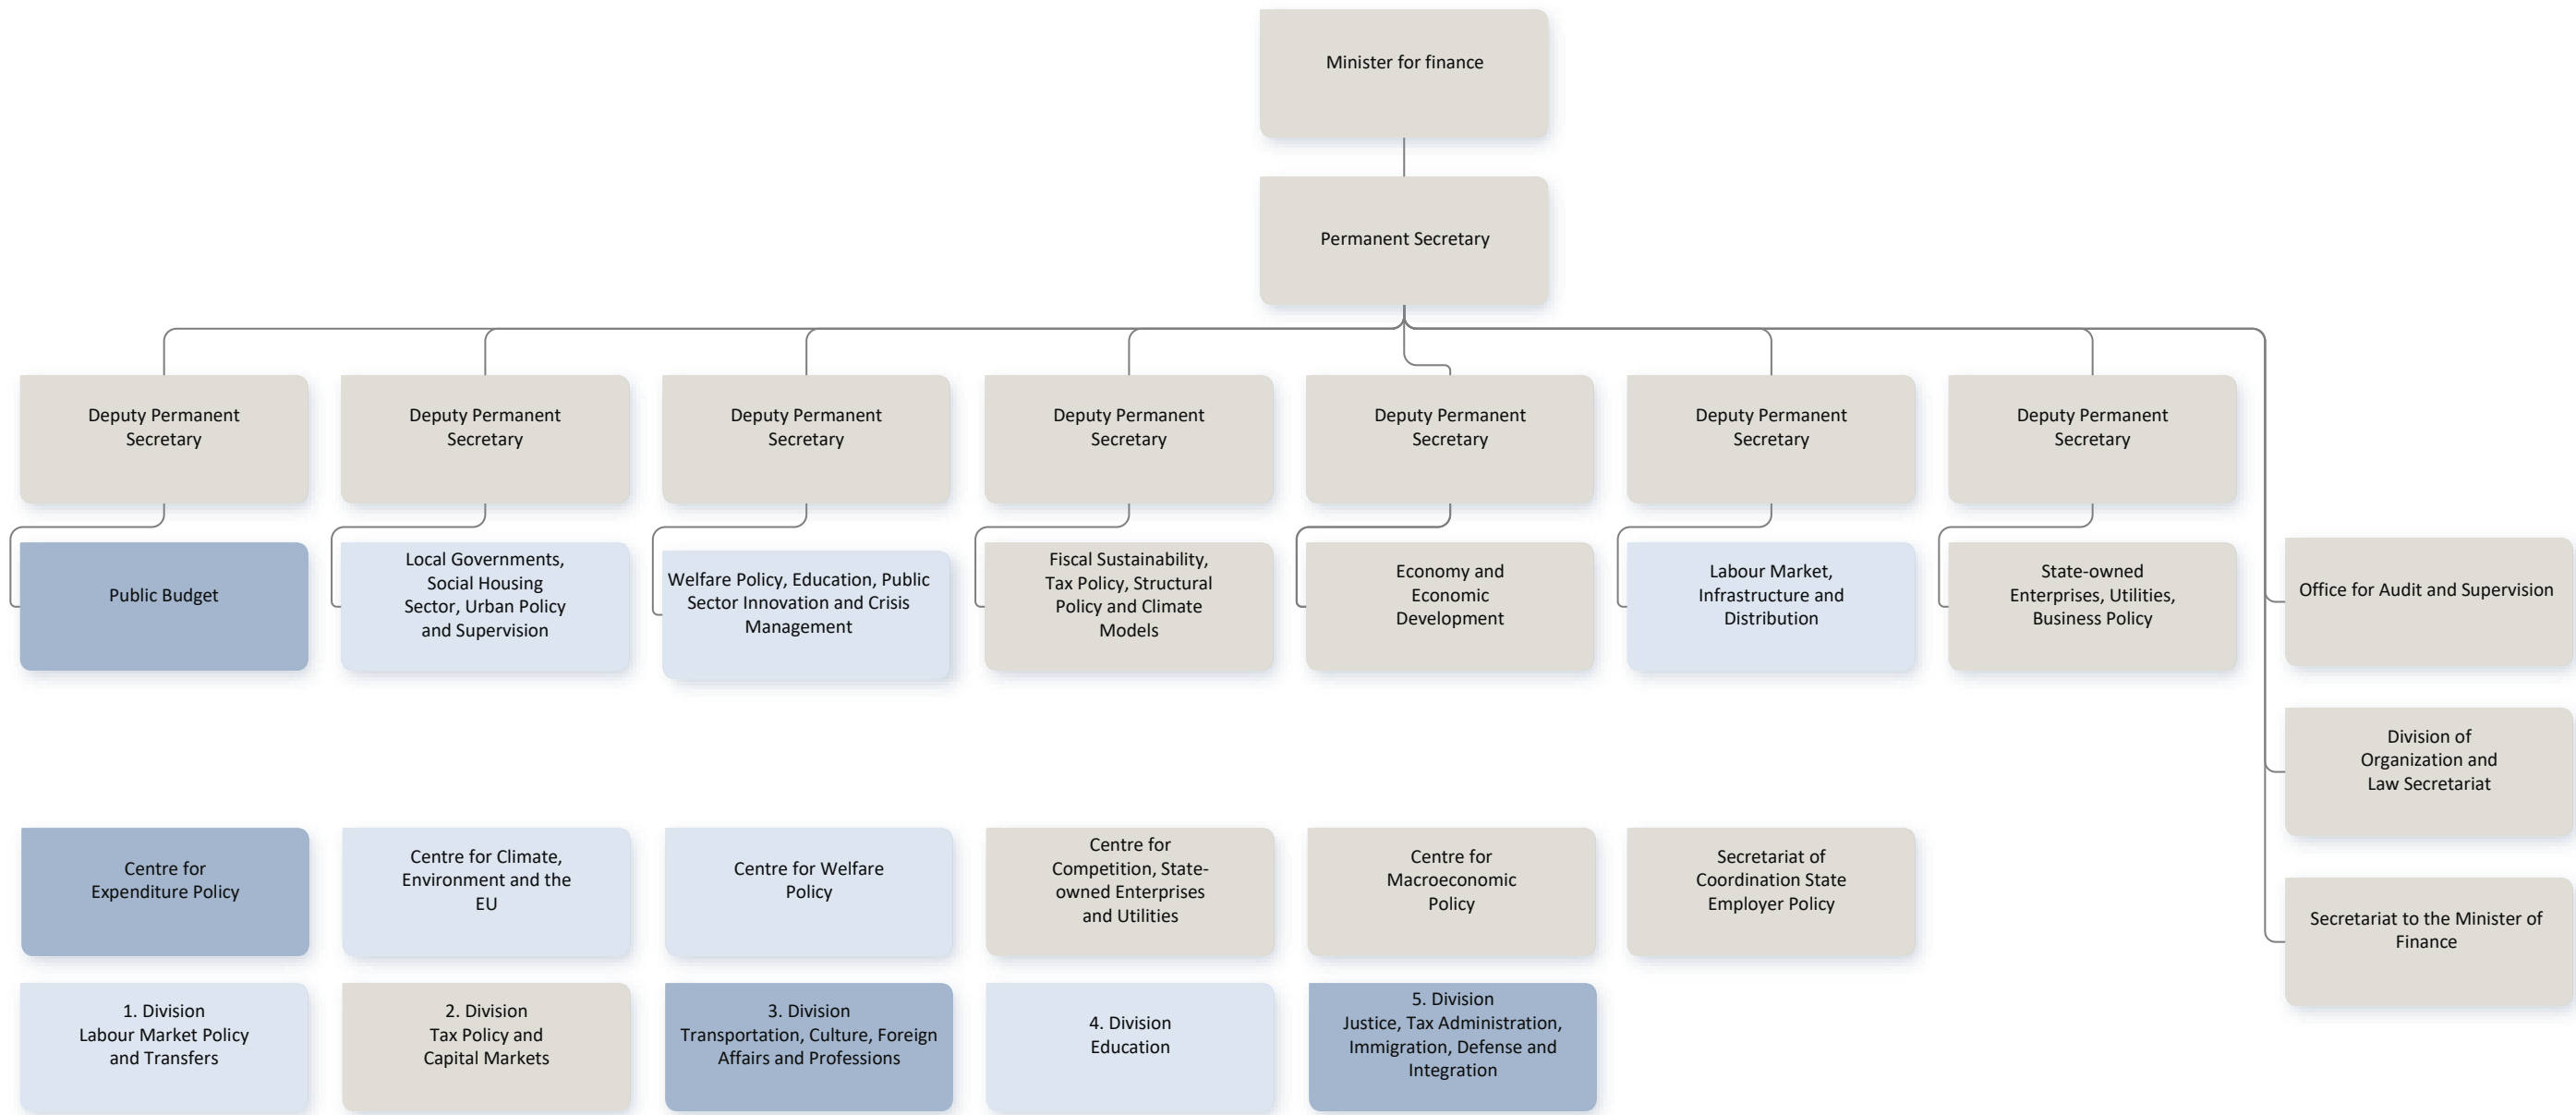 Minister for finance
Permanent Secretary
Deputy Permanent
Secretary
Deputy Permanent
Secretary
Deputy Permanent
Secretary
Deputy Permanent
Secretary
Deputy Permanent
Secretary
Deputy Permanent
Secretary
Deputy Permanent
Secretary
Public Budget
Local Governments,
Social Housing
Sector, Urban Policy
and Supervision
Welfare Policy, Education, Public
Sector Innovation and Crisis
Management
Fiscal Sustainability,
Tax Policy, Structural
Policy and Climate
Models
Economy and
Economic
Development
Labour Market,
Infrastructure and
Distribution
State-owned
Enterprises, Utilities,
Business Policy
Office for Audit and Supervision
Division of
Organization and
Law Secretariat
Secretariat to the Minister of
Finance
Centre for
Expenditure Policy
Centre for Climate,
Environment and the
EU
Centre for Welfare
Policy
Centre for
Competition, State-
owned Enterprises
and Utilities
Centre for
Macroeconomic
Policy
Secretariat of
Coordination State
Employer Policy
1. Division
Labour Market Policy
and Transfers
2. Division
Tax Policy and
Capital Markets
3. Division
Transportation, Culture, Foreign
Affairs and Professions
4. Division
Education
5. Division
Justice, Tax Administration,
Immigration, Defense and
Integration